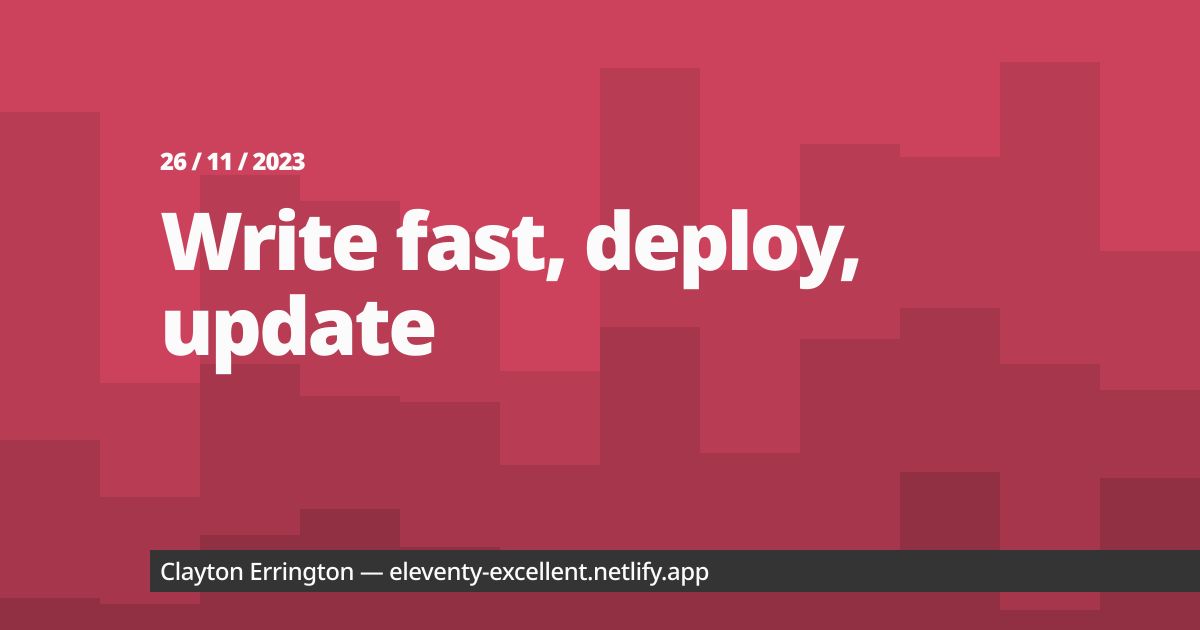 26 / 11 / 2023
Write fast, deploy,
update
Clayton Errington — eleventy-excellent.netlify.app